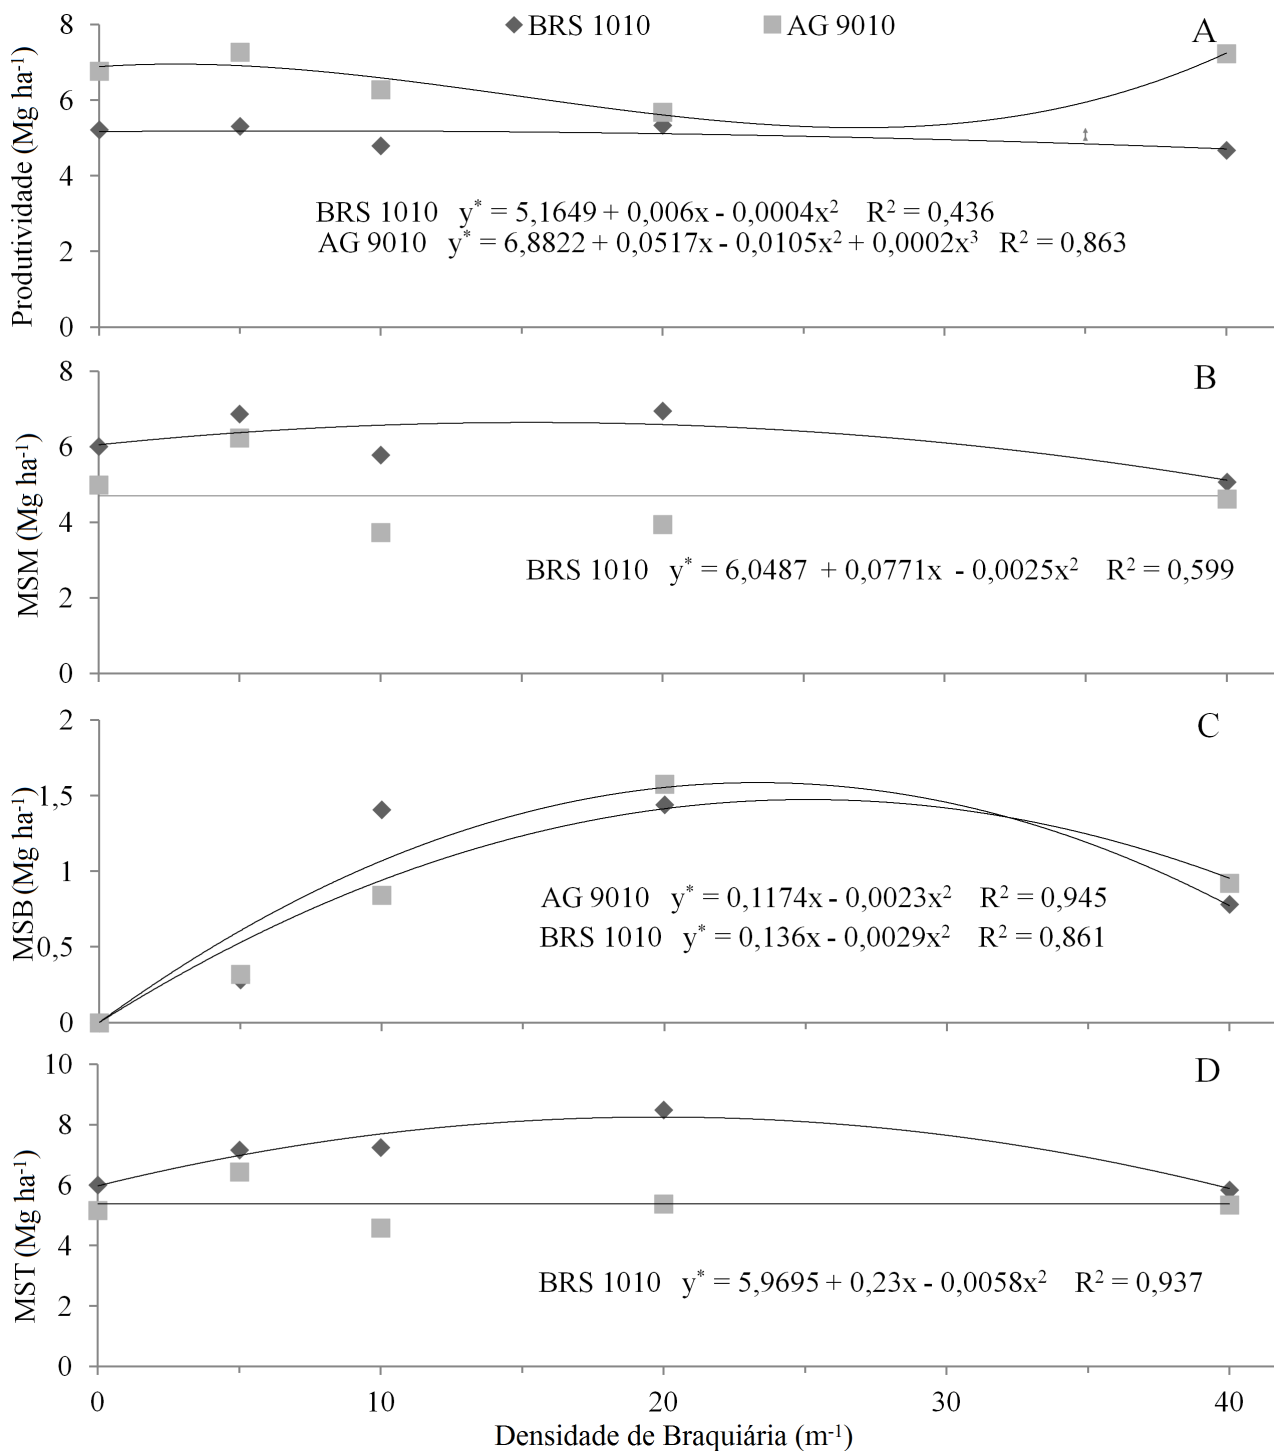 BRS 1010 AG 9010
A
Produtividade (Mg ha⁻¹)
8
6
4
2
0
BRS 1010 y* = 5,1649 + 0,006x - 0,0004x² R² = 0,436
AG 9010 y* = 6,8822 + 0,0517x - 0,0105x² + 0,0002x³ R² = 0,863
B
MSM (Mg ha⁻¹)
8
6
4
2
0
BRS 1010 y* = 6,0487 + 0,0771x - 0,0025x² R² = 0,599
C
MSB (Mg ha⁻¹)
2
1,5
1
0,5
0
AG 9010 y* = 0,1174x - 0,0023x² R² = 0,945
BRS 1010 y* = 0,136x - 0,0029x² R² = 0,861
D
MST (Mg ha⁻¹)
10
8
6
4
2
0
BRS 1010 y* = 5,9695 + 0,23x - 0,0058x² R² = 0,937
0 10 20 30 40
Densidade de Braquiária (m⁻¹)